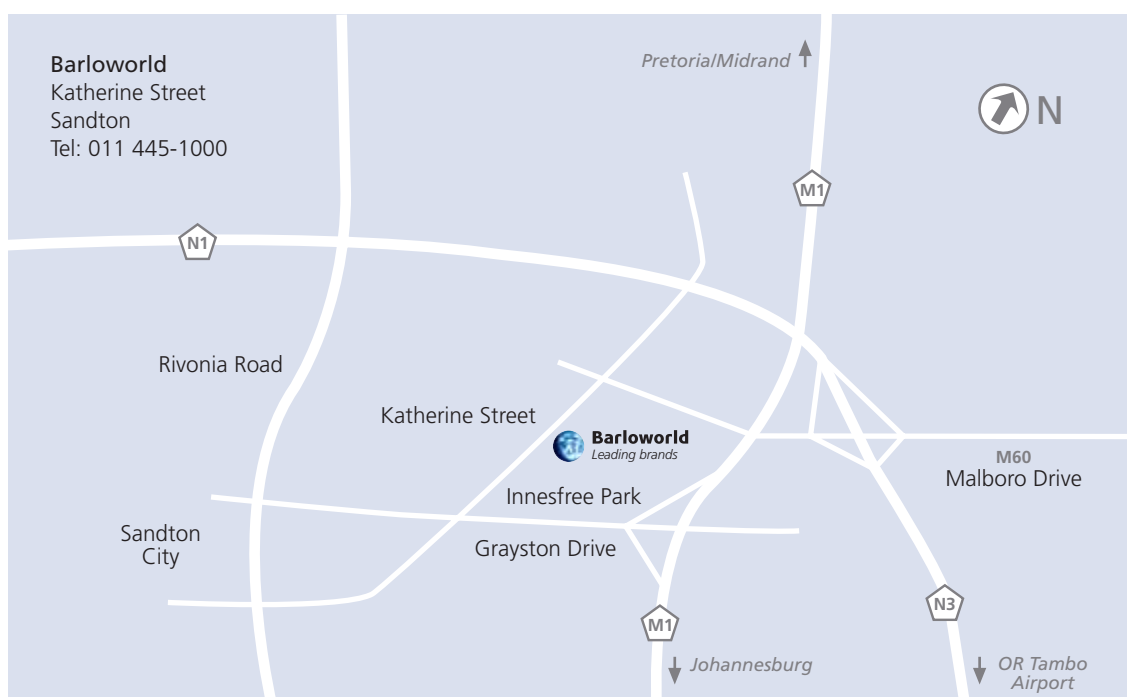 Barloworld
Katherine Street
Sandton
Tel: 011 445-1000
Pretoria/Midrand
N
M1
N1
Rivonia Road
Katherine Street
Barloworld
Leading brands
M60
Malboro Drive
Innesfree Park
Sandton
City
Grayston Drive
N3
M1
Johannesburg
OR Tambo
Airport